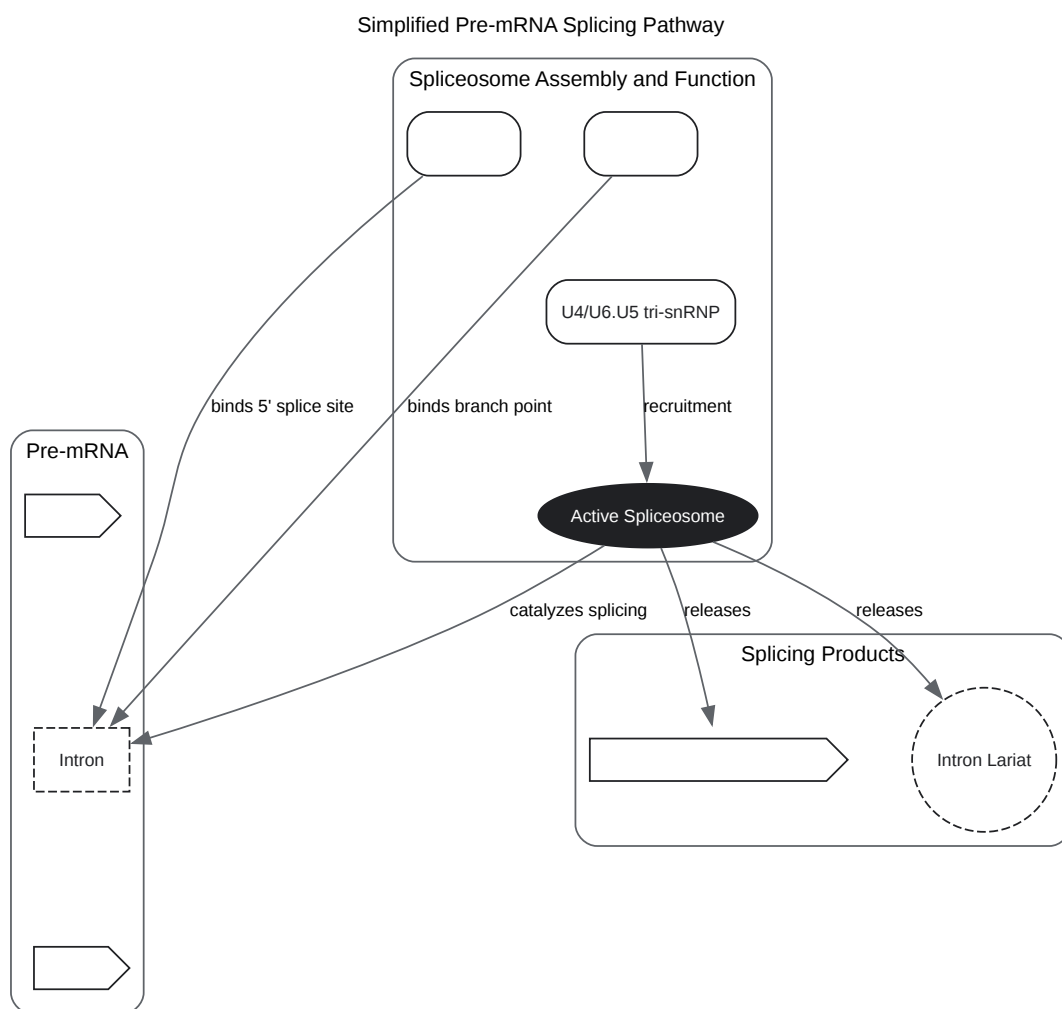 Simplified Pre-mRNA Splicing Pathway
Spliceosome Assembly and Function
U4/U6.U5 tri-snRNP
binds 5' splice site
binds branch point
recruitment
Pre-mRNA
Active Spliceosome
catalyzes splicing
releases
releases
Splicing Products
Intron
Intron Lariat